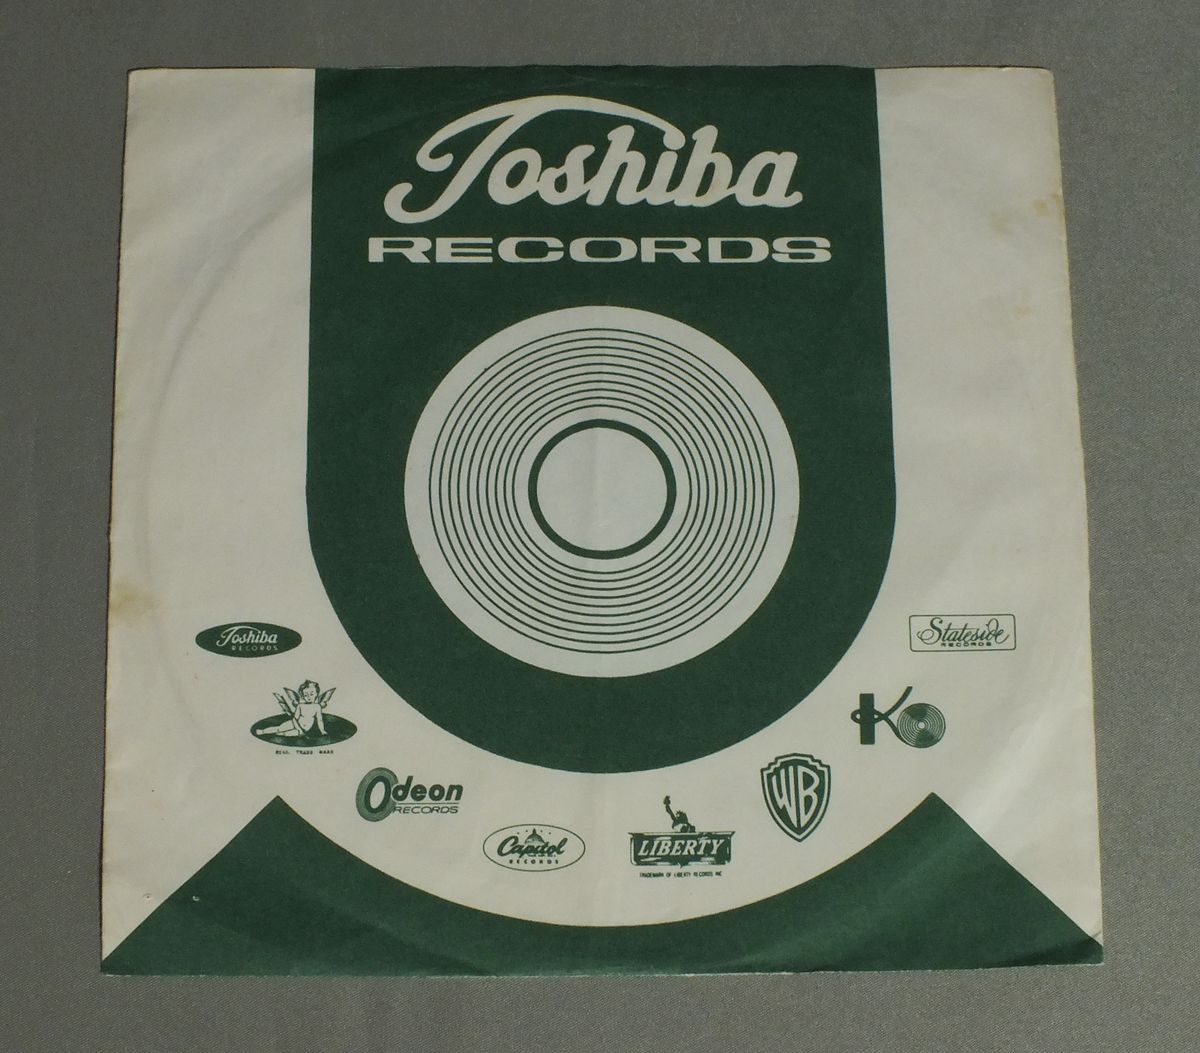 Toshiba
RECORDS
Toshiba
RECORDS
REG. TRADE MARK
Odeon
RECORDS
Capitol
RECORDS
LIBERTY
TRADEMARK OF LIBERTY RECORDS INC
WB
K
Stateside
RECORDS